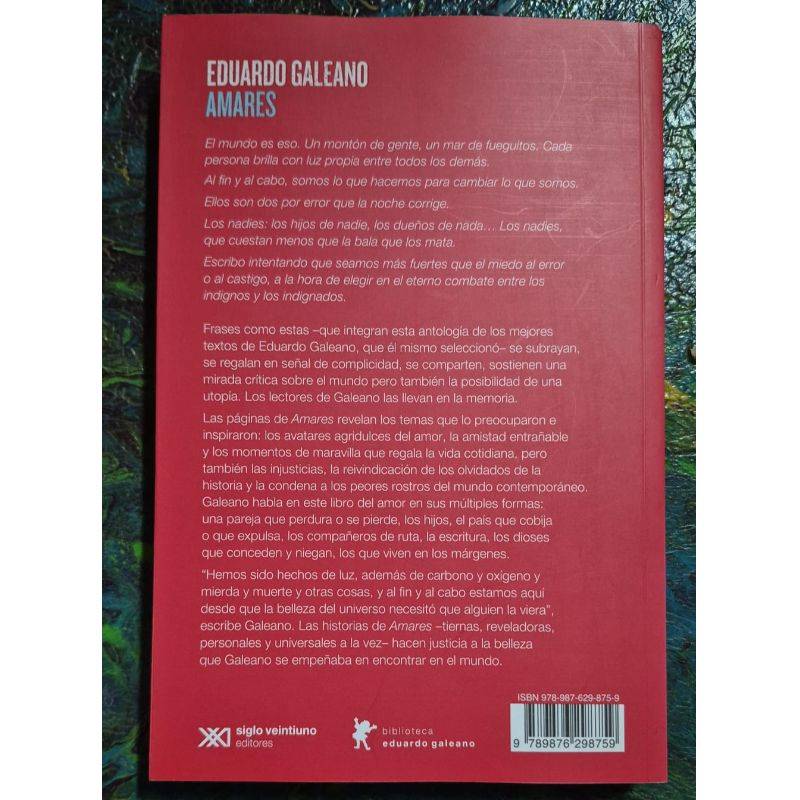 EDUARDO GALEANO
AMARES
El mundo es eso. Un montón de gente, un mar de fueguitos. Cada
persona brilla con luz propia entre todos los demás.
Al fin y al cabo, somos lo que hacemos para cambiar lo que somos.
Ellos son dos por error que la noche corrige.
Los nadies: los hijos de nadie, los dueños de nada... Los nadies,
que cuestan menos que la bala que los mata.
Escribo intentando que seamos más fuertes que el miedo al error
o al castigo, a la hora de elegir en el eterno combate entre los
indignos y los indignados.
Frases como estas –que integran esta antología de los mejores
textos de Eduardo Galeano, que él mismo seleccionó– se subrayan,
se regalan en señal de complicidad, se comparten, sostienen una
mirada crítica sobre el mundo pero también la posibilidad de una
utopía. Los lectores de Galeano las llevan en la memoria.
Las páginas de Amares revelan los temas que lo preocuparon e
inspiraron: los avatares agridulces del amor, la amistad entrañable
y los momentos de maravilla que regala la vida cotidiana, pero
también las injusticias, la reivindicación de los olvidados de la
historia y la condena a los peores rostros del mundo contemporáneo.
Galeano habla en este libro del amor en sus múltiples formas:
una pareja que perdura o se pierde, los hijos, el país que cobija
o que expulsa, los compañeros de ruta, la escritura, los dioses
que conceden y niegan, los que viven en los márgenes.
"Hemos sido hechos de luz, además de carbono y oxígeno y
mierda y muerte y otras cosas, y al fin y al cabo estamos aquí
desde que la belleza del universo necesitó que alguien la viera",
escribe Galeano. Las historias de Amares –tiernas, reveladoras,
personales y universales a la vez– hacen justicia a la belleza
que Galeano se empeñaba en encontrar en el mundo.
siglo veintiuno
editores
biblioteca
eduardo galeano
ISBN 978-987-629-875-9
9 789876 298759